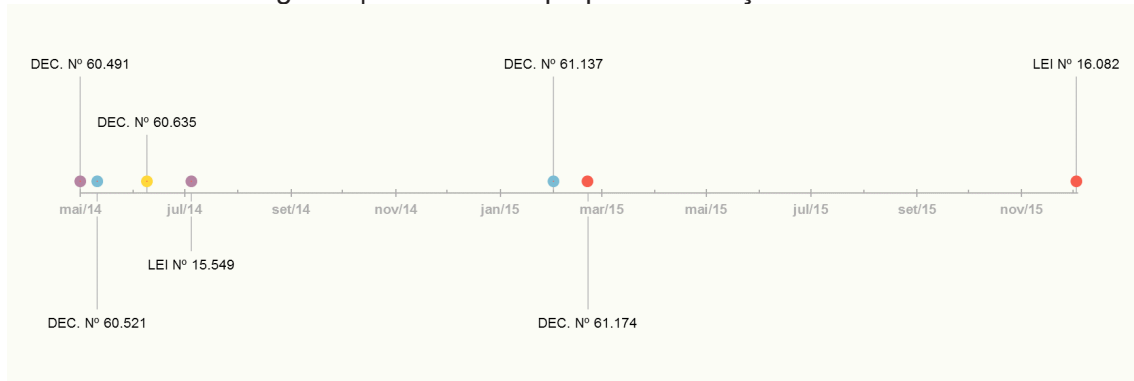 DEC. Nº 60.491
DEC. Nº 61.137
LEI Nº 16.082
DEC. Nº 60.635
mai/14
jul/14
set/14
nov/14
jan/15
mar/15
mai/15
jul/15
set/15
nov/15
LEI Nº 15.549
DEC. Nº 60.521
DEC. Nº 61.174